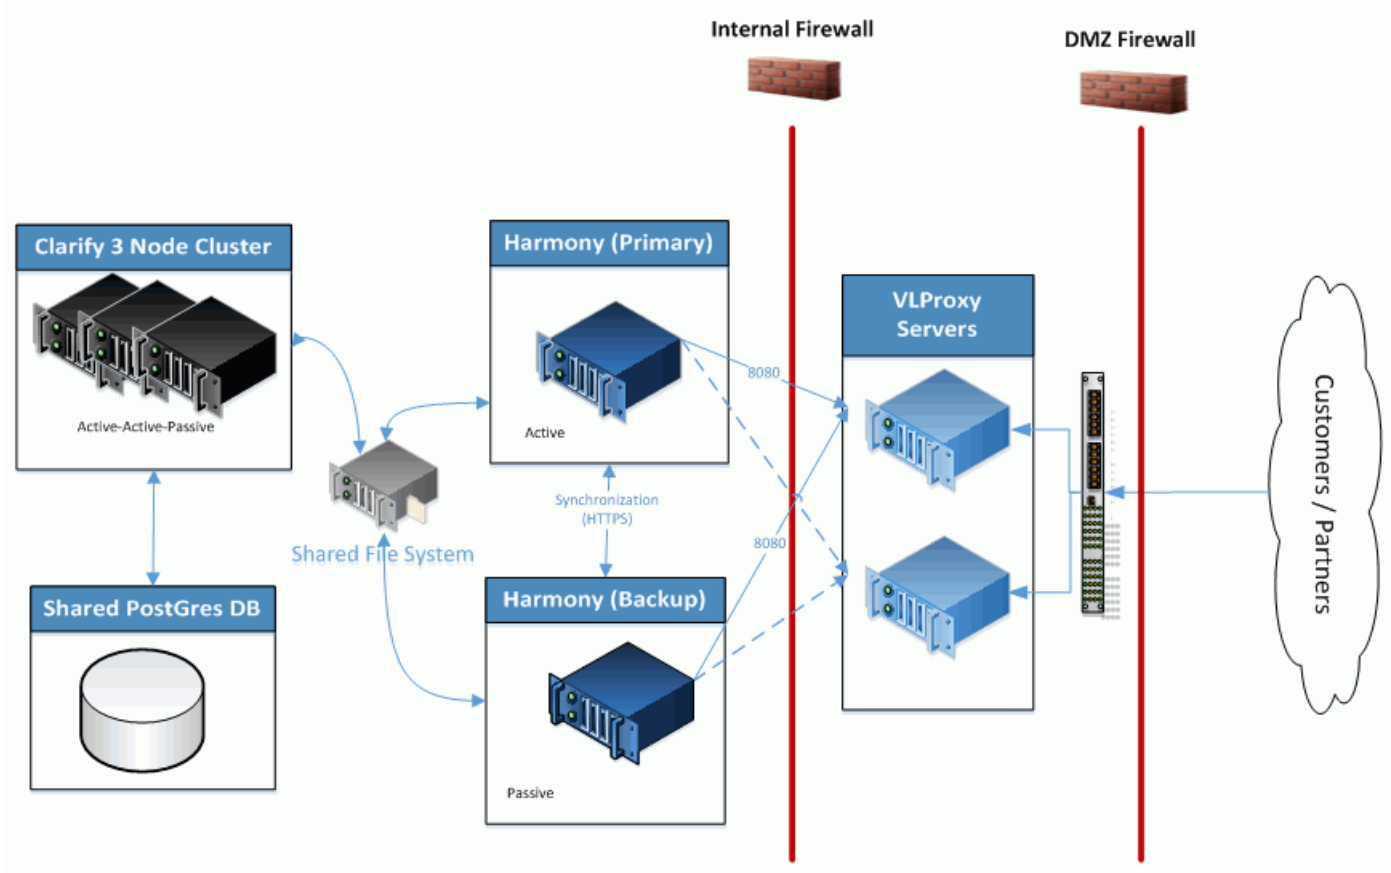 Internal Firewall
DMZ Firewall
Clarify 3 Node Cluster
Active-Active-Passive
Harmony (Primary)
Active
8080
VLProxy
Servers
Customers / Partners
Synchronization
(HTTPS)
8080
Shared File System
Shared PostGres DB
Harmony (Backup)
Passive